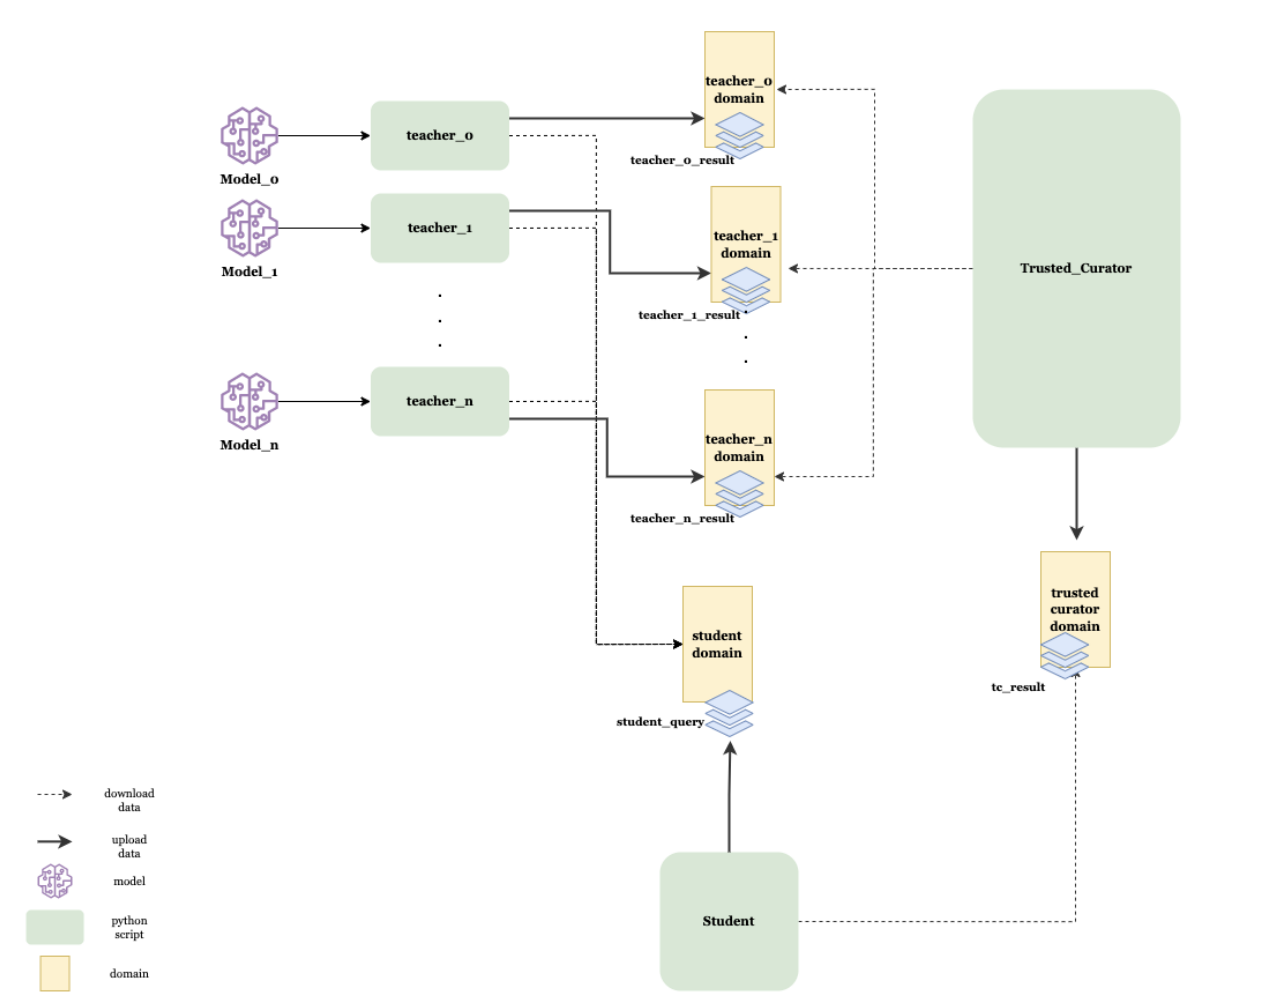 teacher_0
domain
teacher_0
teacher_0_result
Model_0
teacher_1
teacher_1
domain
Model_1
Trusted_Curator
teacher_1_result
teacher_n
teacher_n
domain
Model_n
teacher_n_result
trusted
curator
domain
student
domain
tc_result
student_query
download
data
upload
data
model
python
script
Student
domain